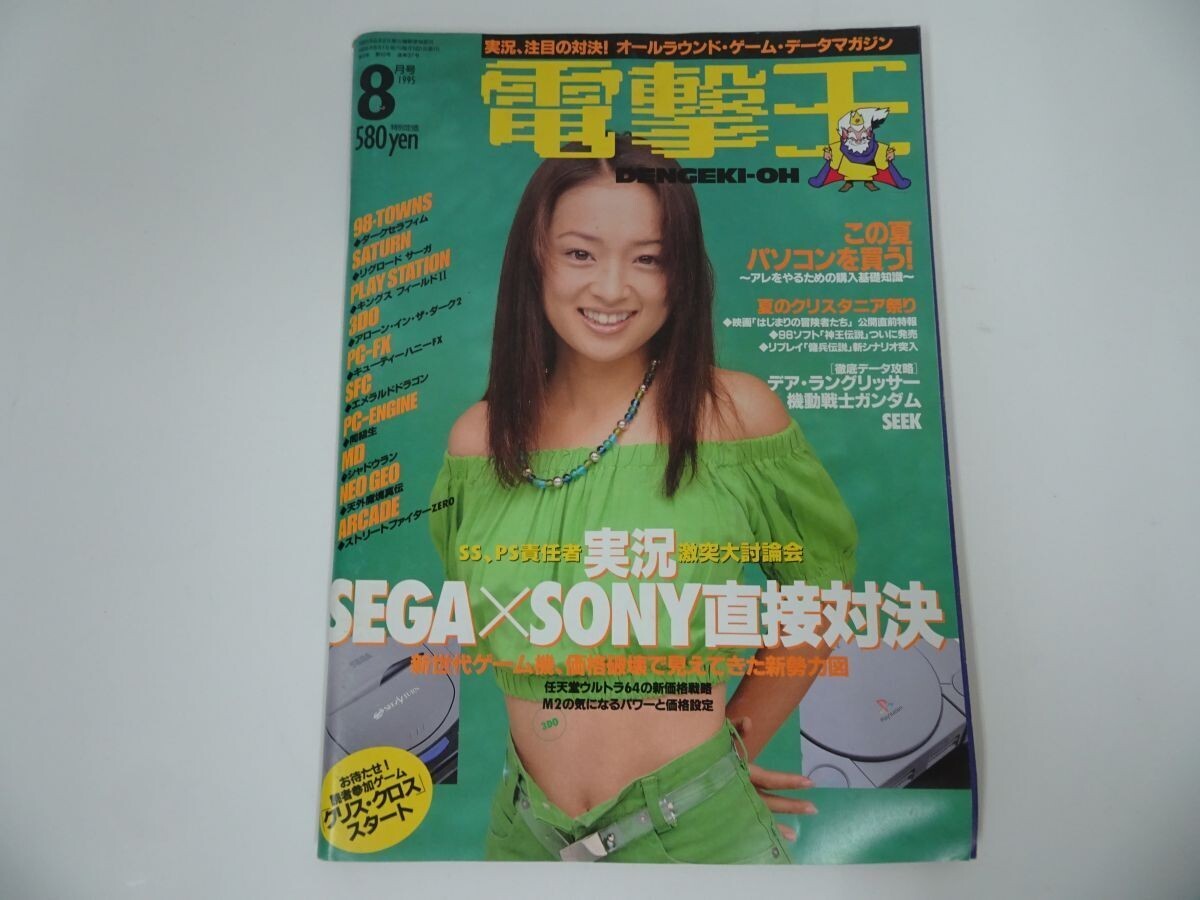 実況、注目の対決! オールラウンド・ゲーム・データマガジン
8
月号
1995
特別定価
580yen
電撃王
DENGEKI-OH
98・TOWNS
◆ダークセラフィム
SATURN
◆リグロード サーガ
PLAY STATION
◆キングス フィールドII
3DO
◆アローン・イン・ザ・ダーク2
PC-FX
◆キューティーハニーFX
SFC
◆エメラルドドラゴン
PC-ENGINE
◆同級生
MD
◆シャドウラン
NEO GEO
◆天外魔境真伝
ARCADE
◆ストリートファイターZERO
この夏
パソコンを買う!
〜アレをやるための購入基礎知識〜
夏のクリスタニア祭り
◆映画「はじまりの冒険者たち」 公開直前特報
◆98ソフト「神王伝説」ついに発売
◆リプレイ「傭兵伝説」新シナリオ突入
[徹底データ攻略]
デア・ラングリッサー
機動戦士ガンダム
SEEK
SS、PS責任者 実況 激突大討論会
SEGA×SONY直接対決
新世代ゲーム機、価格破壊で見えてきた新勢力図
任天堂ウルトラ64の新価格戦略
M2の気になるパワーと価格設定
3DO
SEGA
SEGA SATURN
PlayStation
お待たせ!
読者参加ゲーム
「クリス・クロス」
スタート